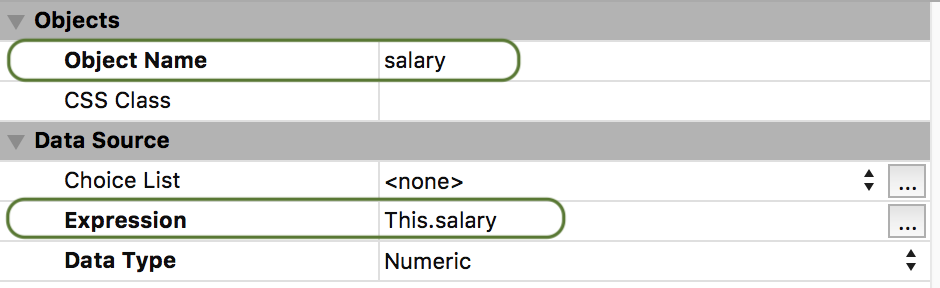 Objects
Object Name salary
CSS Class
Data Source
Choice List <none> ...
Expression This.salary ...
Data Type Numeric